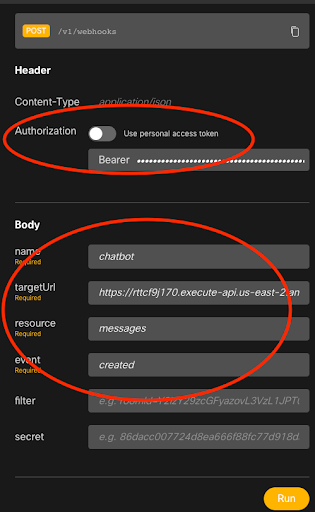 POST /v1/webhooks
Header
Content-Type application/json
Authorization Use personal access token
Bearer ••••••••••••••••••••••••••••••••••••••••
Body
name chatbot
Required
targetUrl https://rttcf9j170.execute-api.us-east-2.am
Required
resource messages
Required
event created
Required
filter e.g.
secret e.g. 86dacc007724d8ea666f88fc77d918d
Run